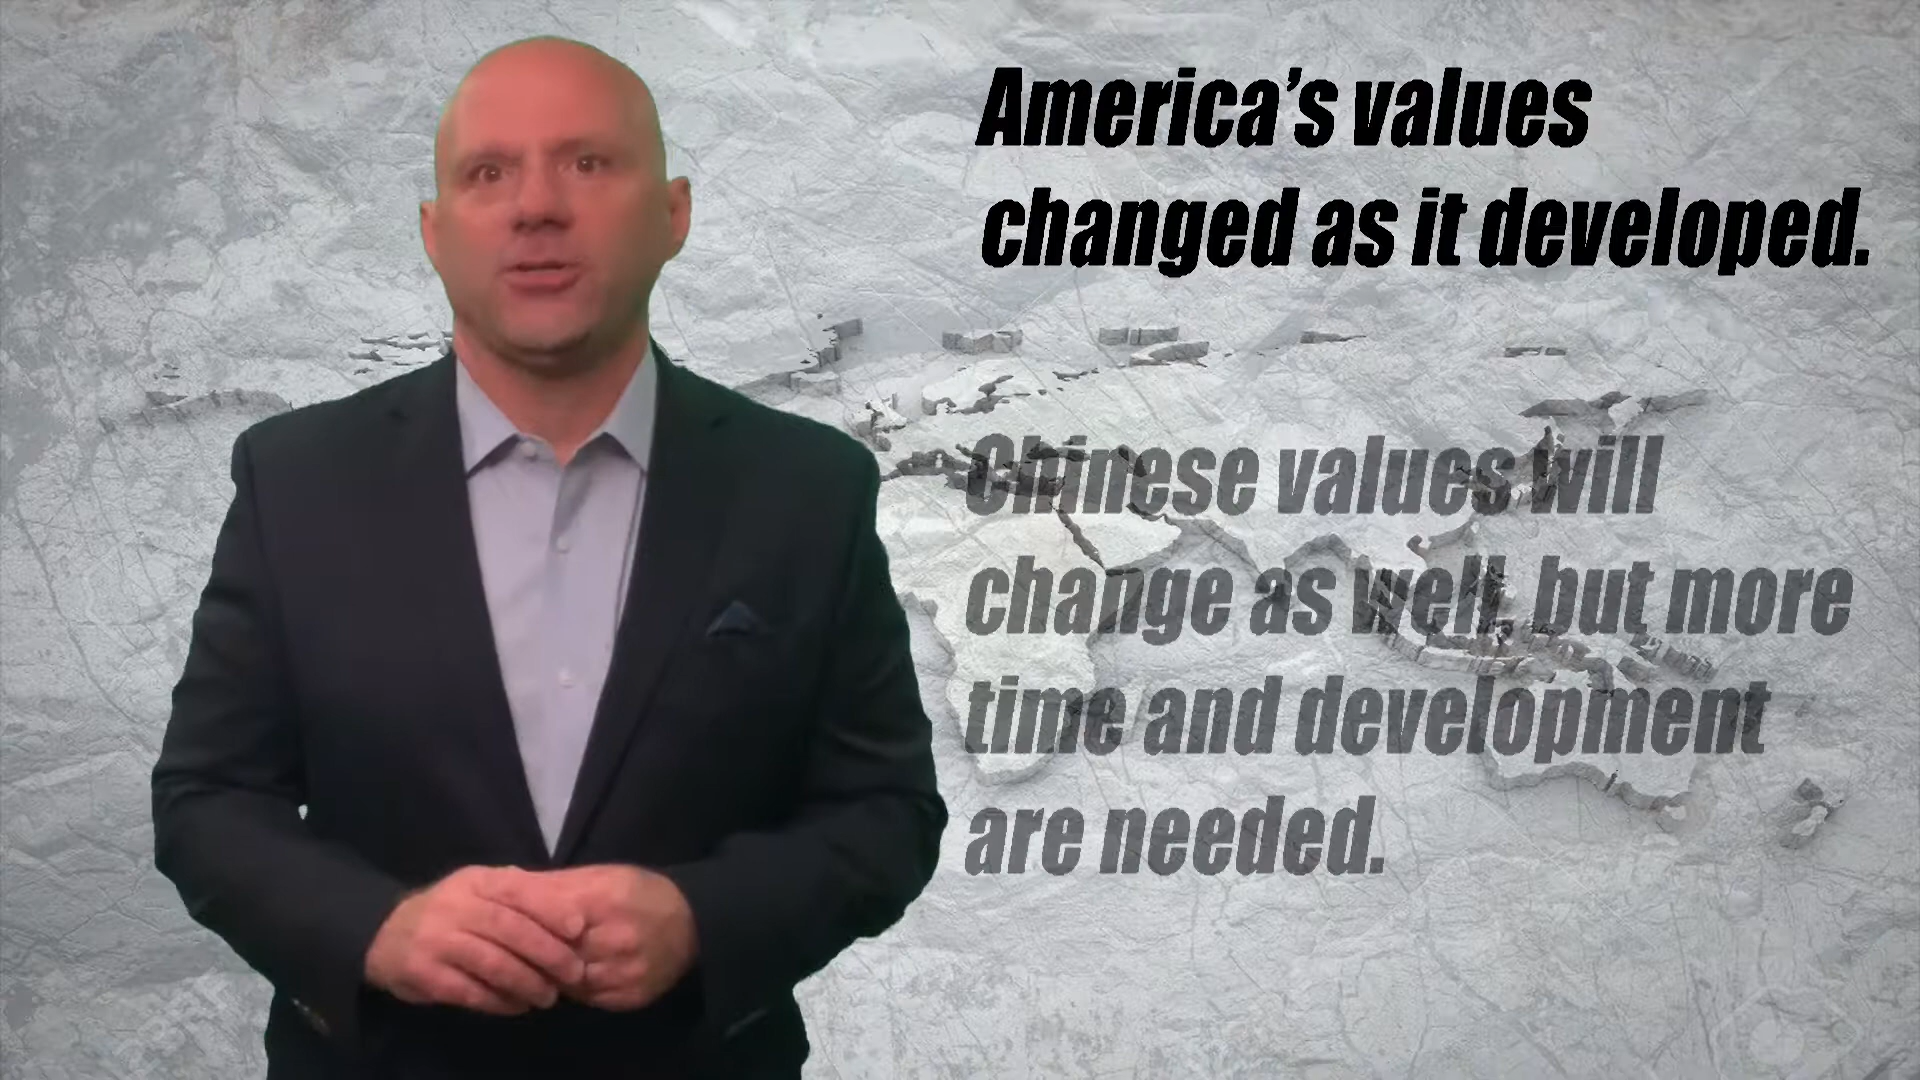 America’s values
changed as it developed.
Chinese values will
change as well, but more
time and development
are needed.